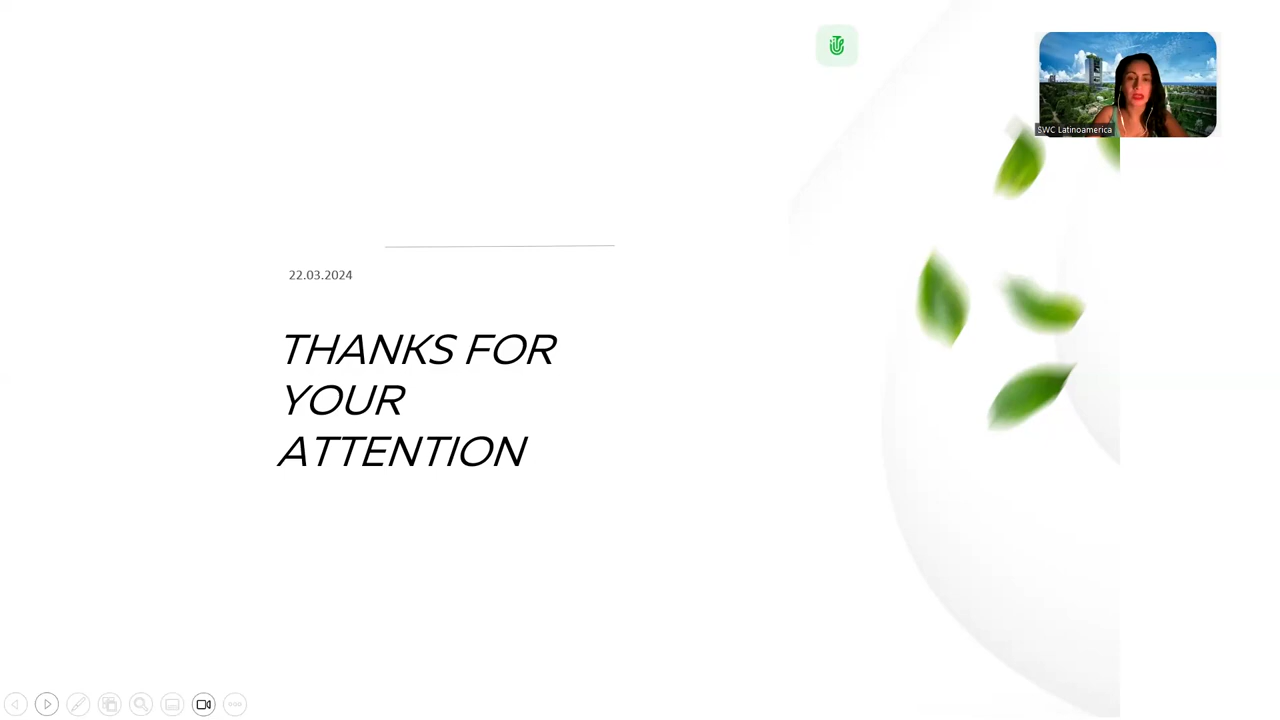 SWC Latinoamerica
22.03.2024
THANKS FOR
YOUR
ATTENTION